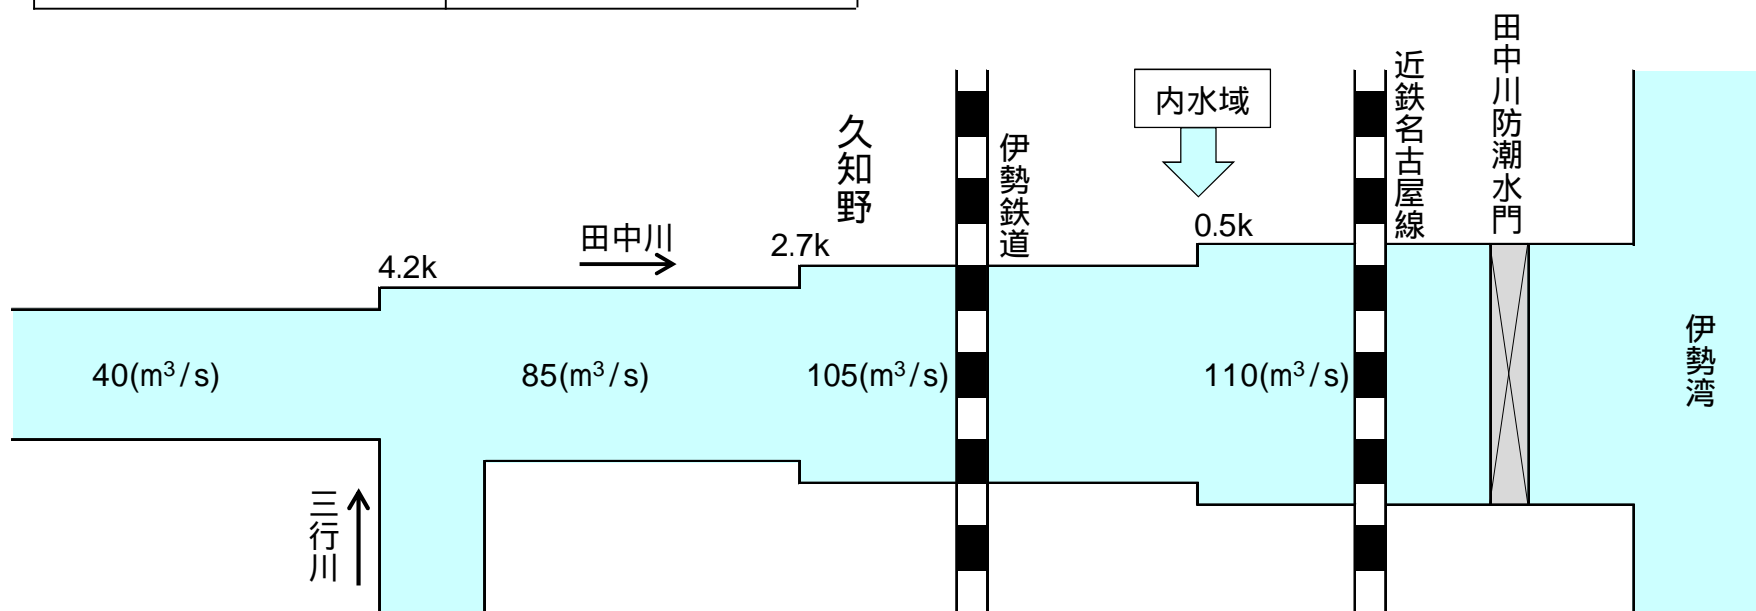 田中川防潮水門
近鉄名古屋線
内水域
久知野
伊勢鉄道
0.5k
田中川
2.7k
4.2k
伊勢湾
40(m³/s)
85(m³/s)
105(m³/s)
110(m³/s)
三行川